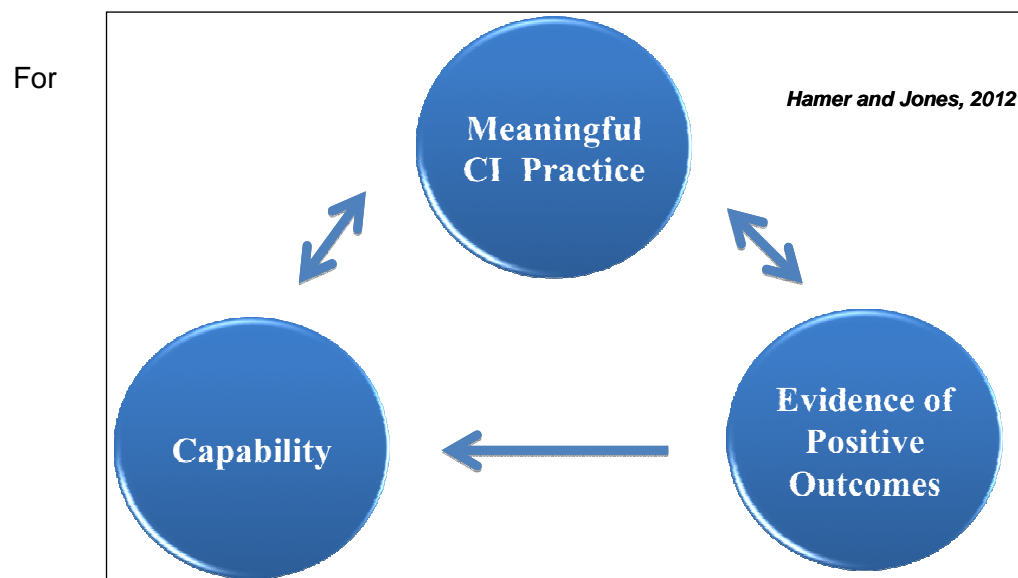 For
Hamer and Jones, 2012
Meaningful
CI Practice
Capability
Evidence of
Positive
Outcomes